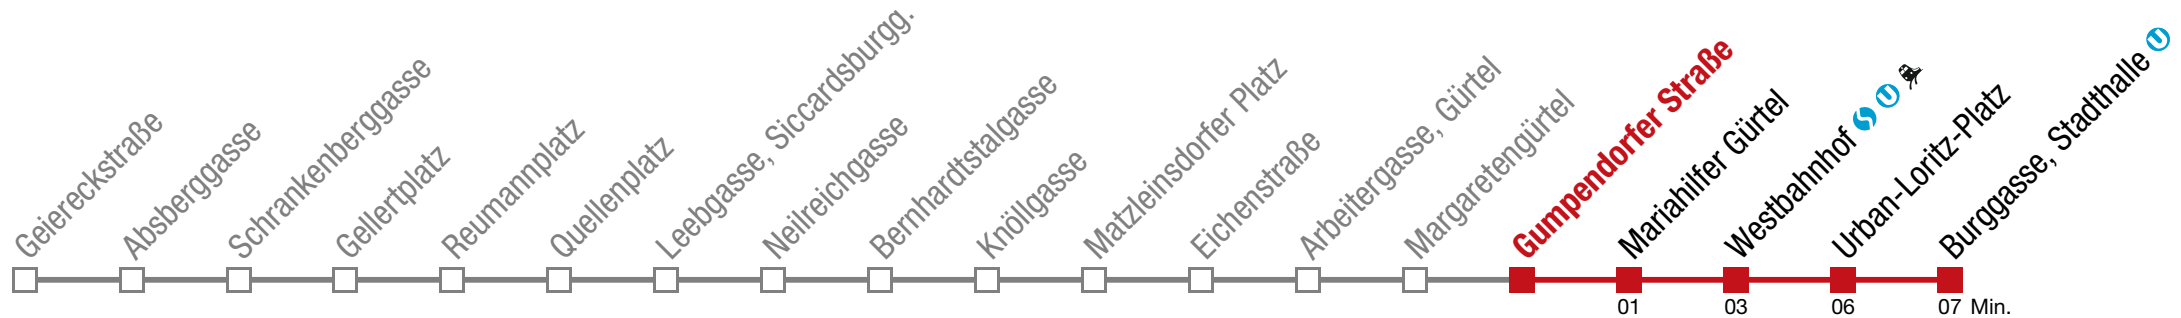 Geiereckstraße
Absberggasse
Schrankenberggasse
Gellertplatz
Reumannplatz
Quellenplatz
Leebgasse, Siccardsburgg.
Neilreichgasse
Bernhardtstalgasse
Knöllgasse
Matzleinsdorfer Platz
Eichenstraße
Arbeitergasse, Gürtel
Margaretengürtel
Gumpendorfer Straße
Mariahilfer Gürtel
Westbahnhof S U
Urban-Loritz-Platz
Burggasse, Stadthalle U
01 03 06 07 Min.